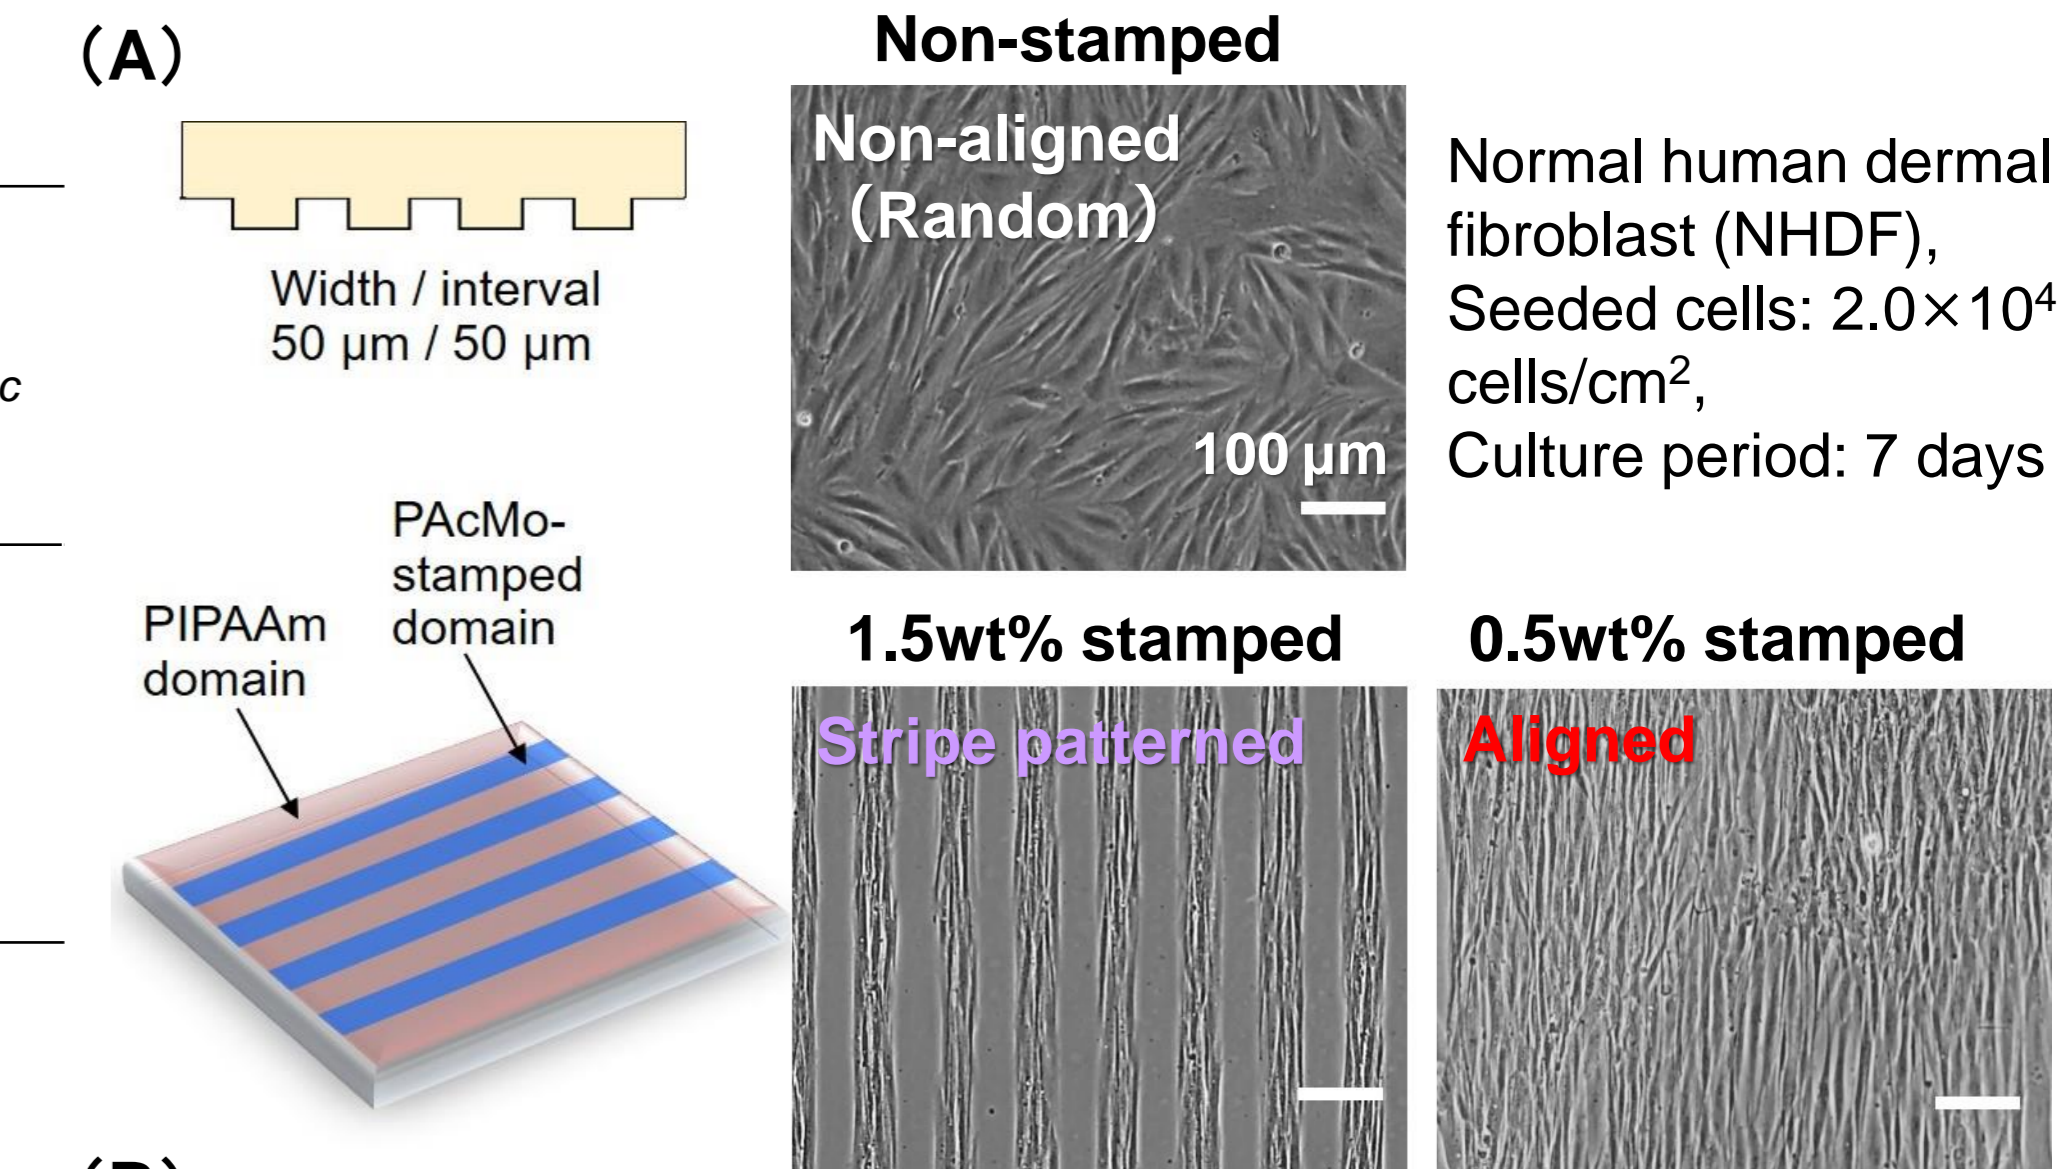 (A)
Width / interval
50 µm / 50 µm
c
PAcMo-
stamped
domain
PIPAAm
domain
Non-stamped
Non-aligned
(Random)
100 µm
Normal human dermal
fibroblast (NHDF),
Seeded cells: 2.0×10⁴
cells/cm²,
Culture period: 7 days
1.5wt% stamped
Stripe patterned
0.5wt% stamped
Aligned